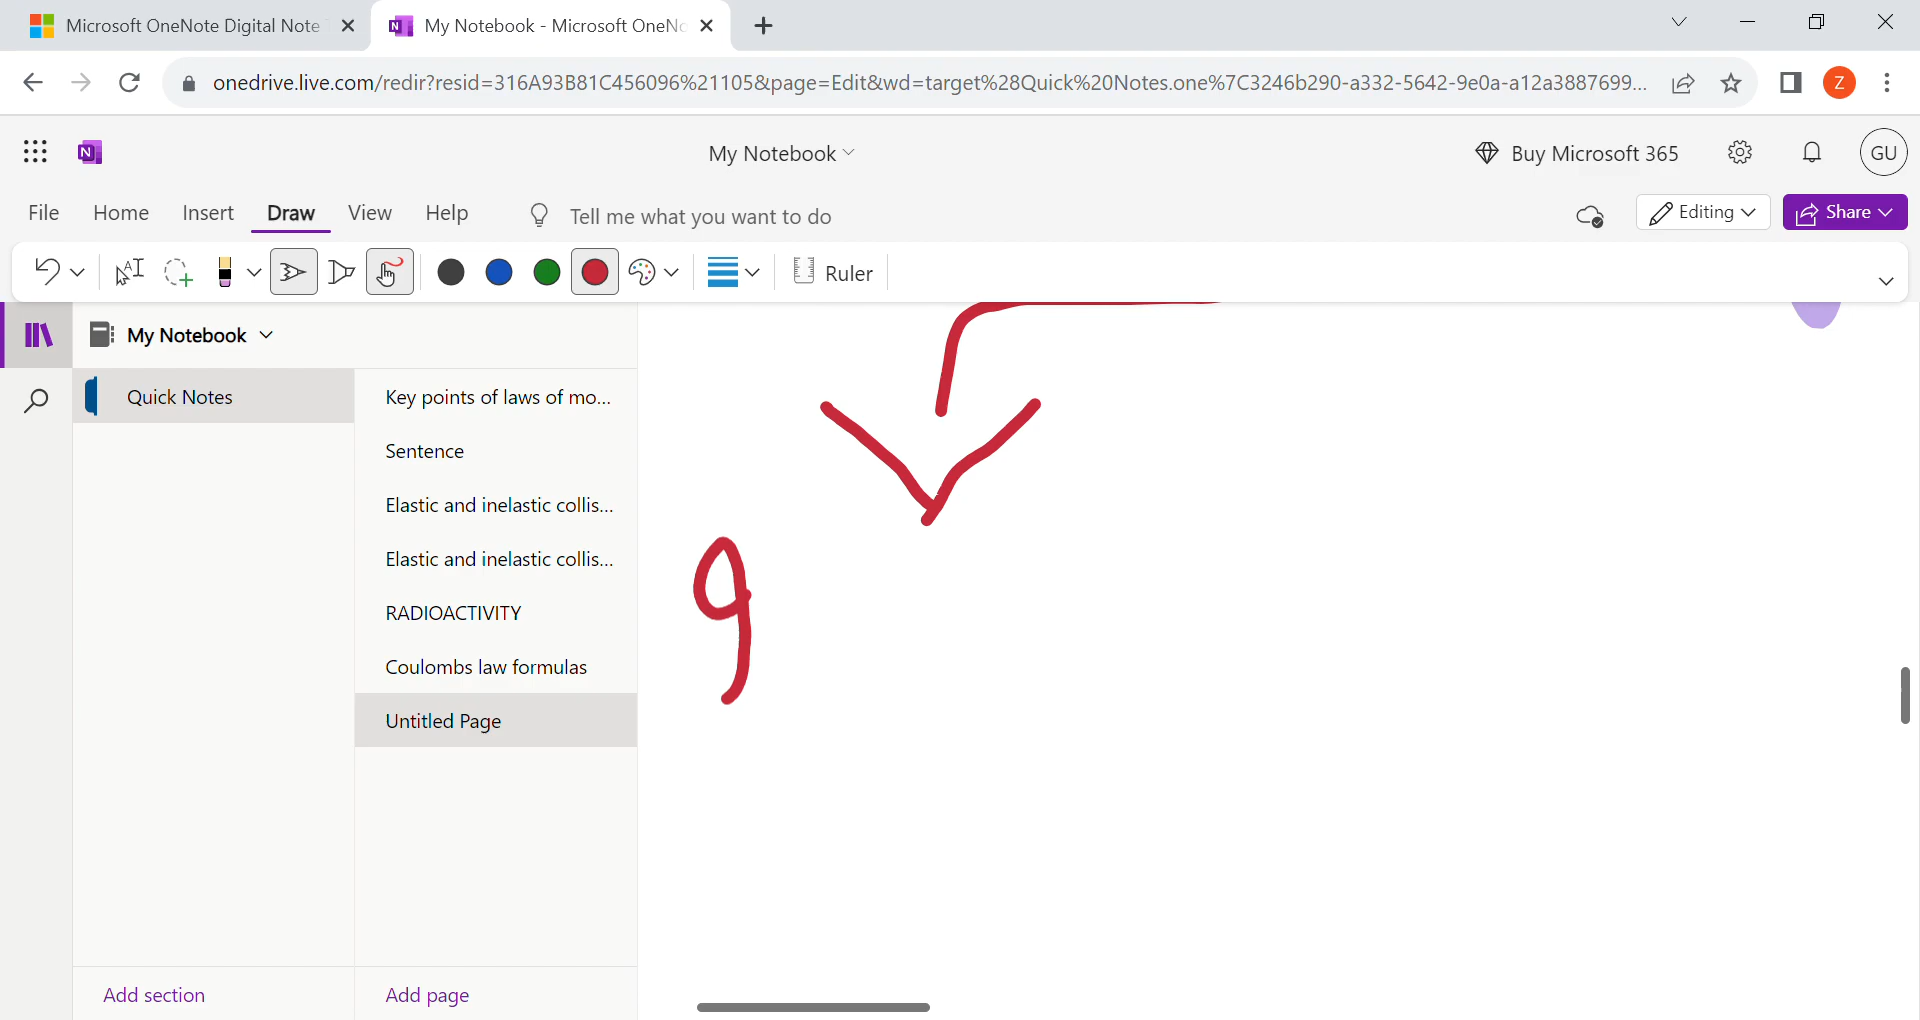 Microsoft OneNote Digital Note
My Notebook - Microsoft OneNo
onedrive.live.com/redir?resid=316A93B81C456096%21105&page=Edit&wd=target%28Quick%20Notes.one%7C3246b290-a332-5642-9e0a-a12a3887699...
Z
N
My Notebook
Buy Microsoft 365
GU
File Home Insert Draw View Help Tell me what you want to do
Editing
Share
Ruler
My Notebook
Quick Notes
Key points of laws of mo...
Sentence
Elastic and inelastic collis...
Elastic and inelastic collis...
RADIOACTIVITY
Coulombs law formulas
Untitled Page
9
Add section
Add page